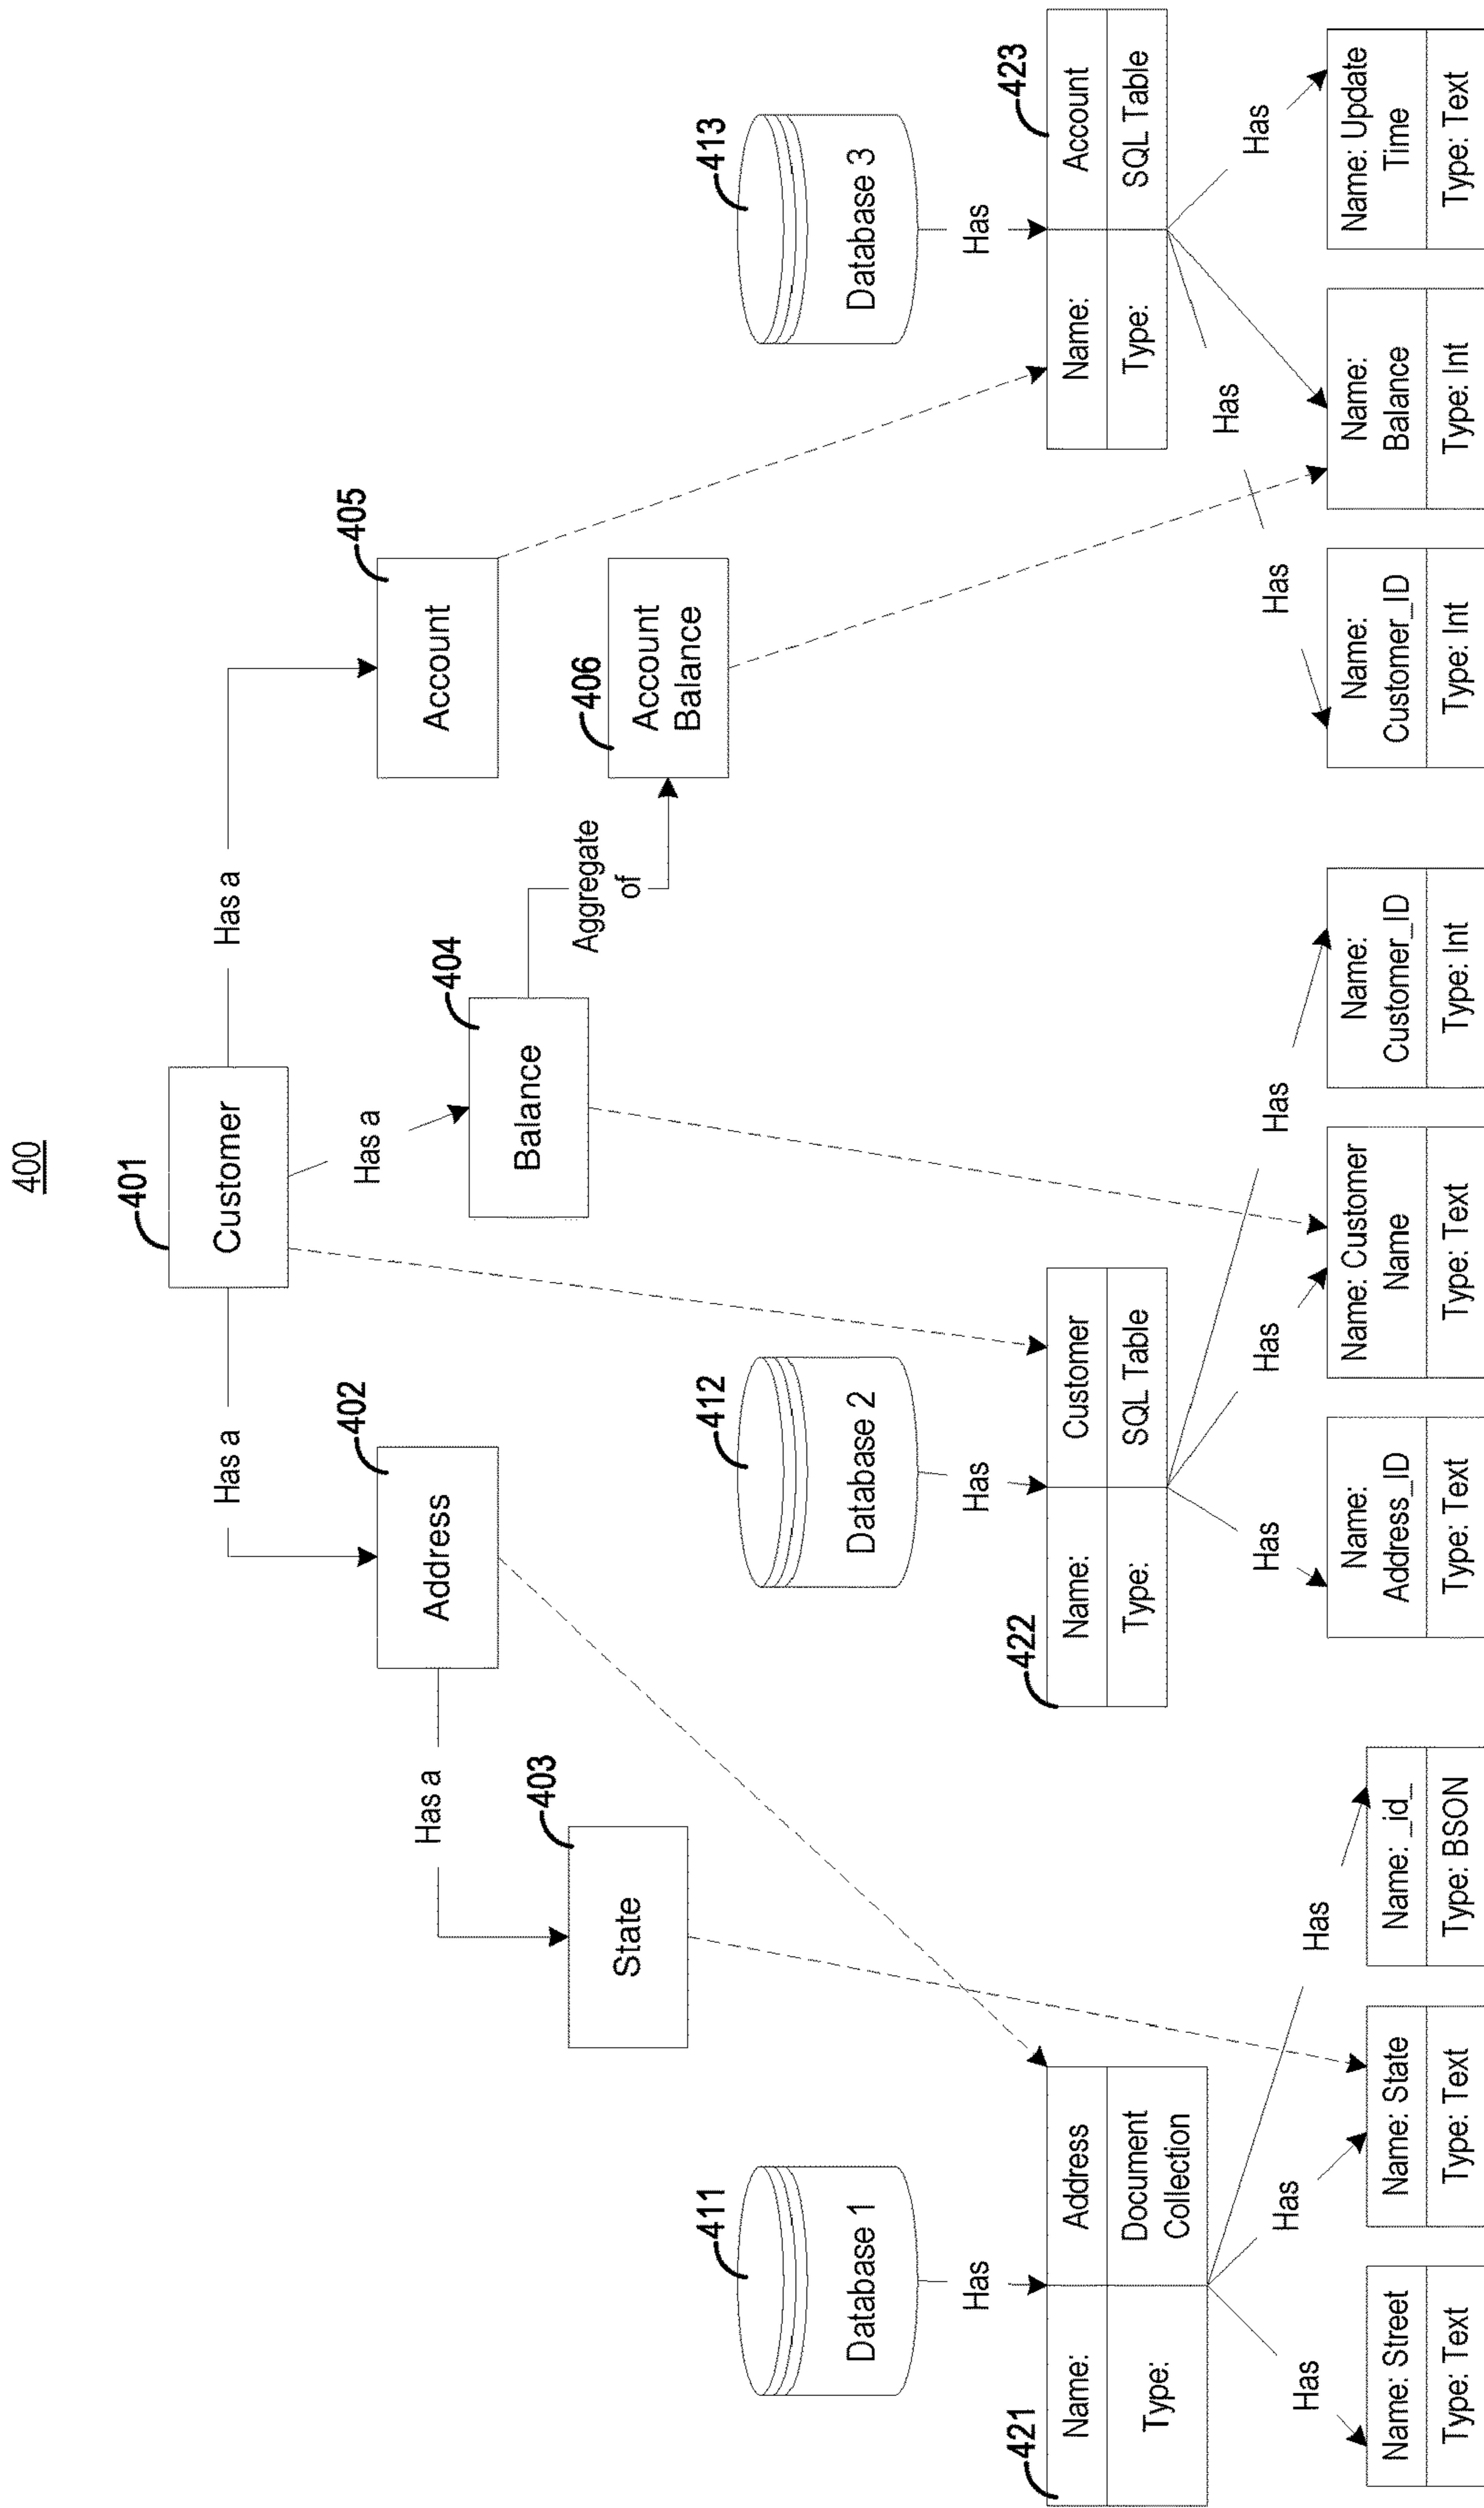 400
401
Customer
Has a
Has a
Has a
402
Address
405
Account
404
Balance
Has a
403
State
Aggregate
of
406
Account
Balance
411
Database 1
412
Database 2
413
Database 3
Has
Has
Has
421
Name:
Address
Type:
Document
Collection
422
Name:
Customer
Type:
SQL Table
423
Name:
Account
Type:
SQL Table
Has
Has
Has
Has
Has
Has
Has
Has
Has
Name: Street
Type: Text
Name: State
Type: Text
Name: _id_
Type: BSON
Name:
Address_ID
Type: Text
Name: Customer
Name
Type: Text
Name:
Customer_ID
Type: Int
Name:
Customer_ID
Type: Int
Name:
Balance
Type: Int
Name: Update
Time
Type: Text